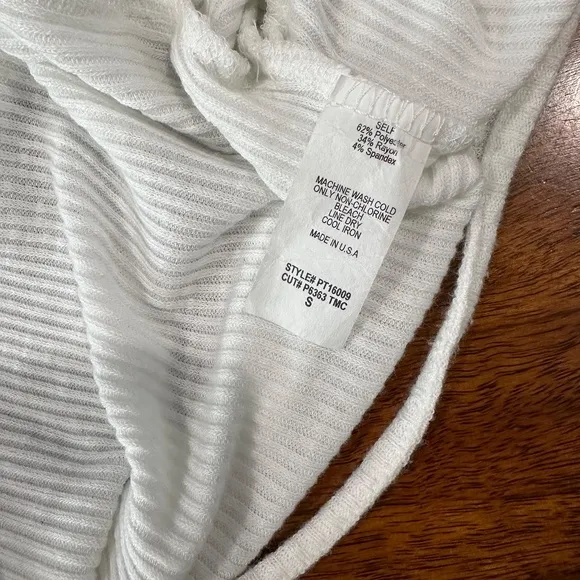 SELF
62% Polyester
34% Rayon
4% Spandex
MACHINE WASH COLD
ONLY NON-CHLORINE
BLEACH
LINE DRY
COOL IRON
MADE IN U.S.A
STYLE# PT16009
CUT# P6363 TMC
S